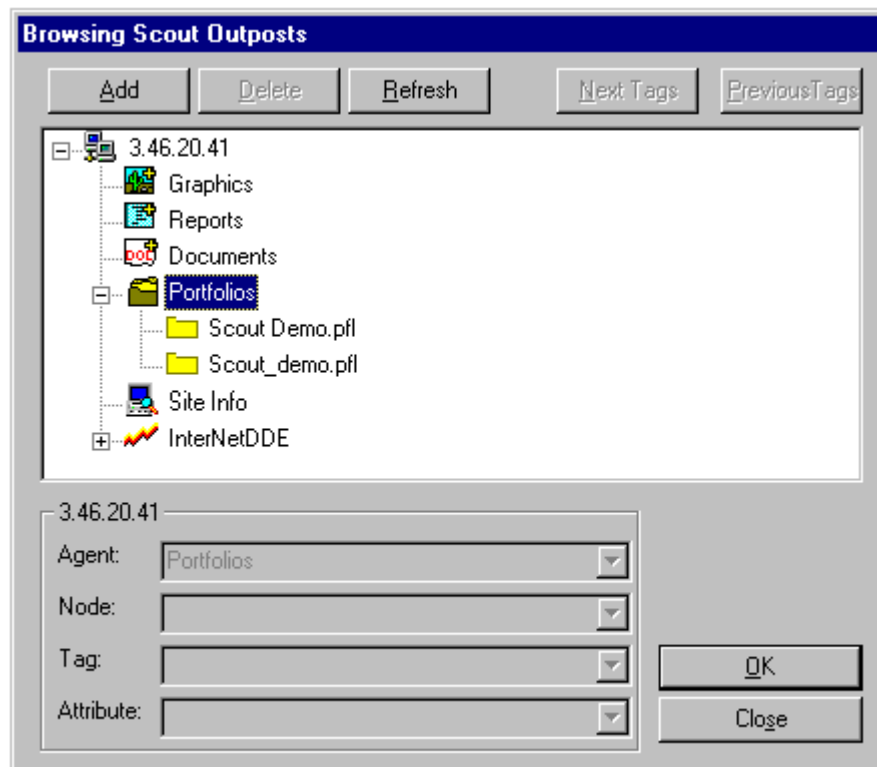 Browsing Scout Outposts
Add Delete Refresh Next Tags PreviousTags
3.46.20.41
Graphics
Reports
DOC Documents
Portfolios
Scout Demo.pfl
Scout_demo.pfl
Site Info
InterNetDDE
3.46.20.41
Agent: Portfolios
Node:
Tag:
OK
Attribute:
Close